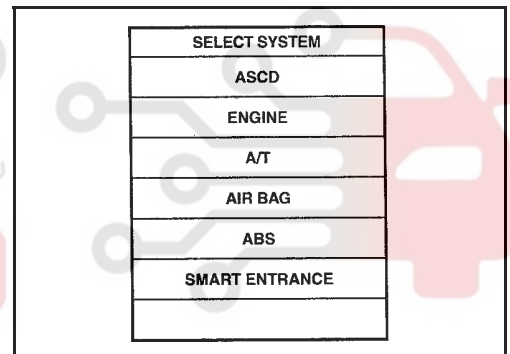 SELECT SYSTEM
ASCD
ENGINE
A/T
AIR BAG
ABS
SMART ENTRANCE